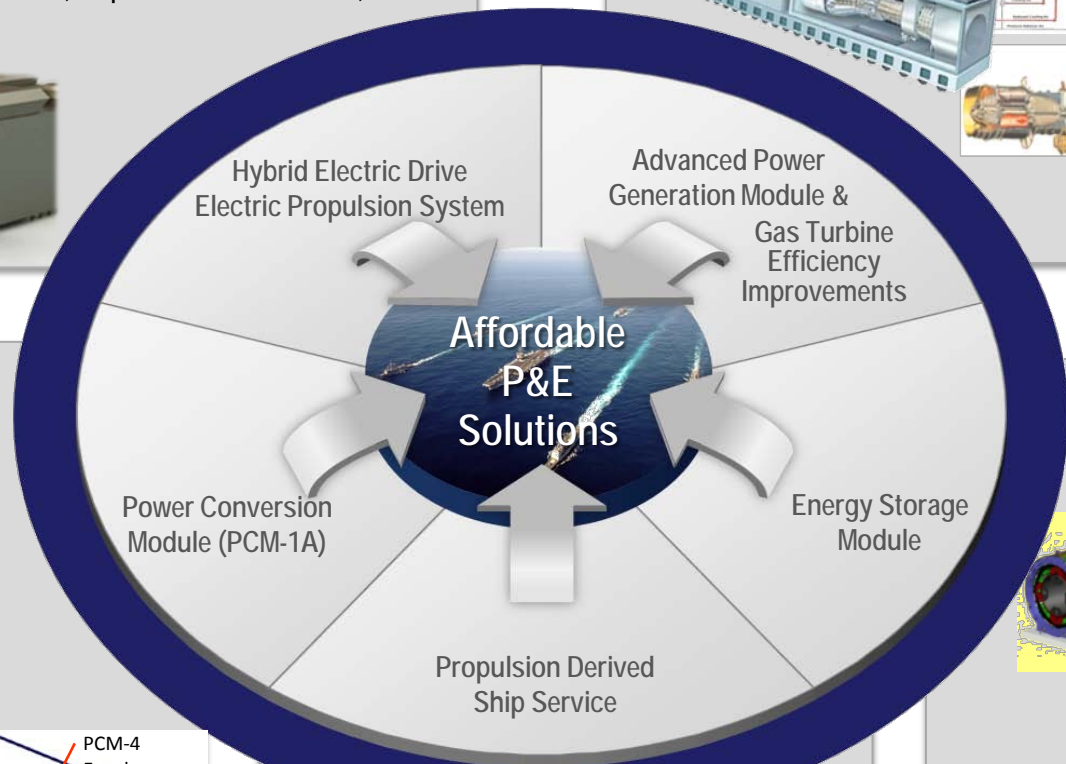 Hybrid Electric Drive
Electric Propulsion System
Advanced Power
Generation Module &
Gas Turbine
Efficiency
Improvements
Affordable
P&E
Solutions
Power Conversion
Module (PCM-1A)
Energy Storage
Module
Propulsion Derived
Ship Service
PCM-4